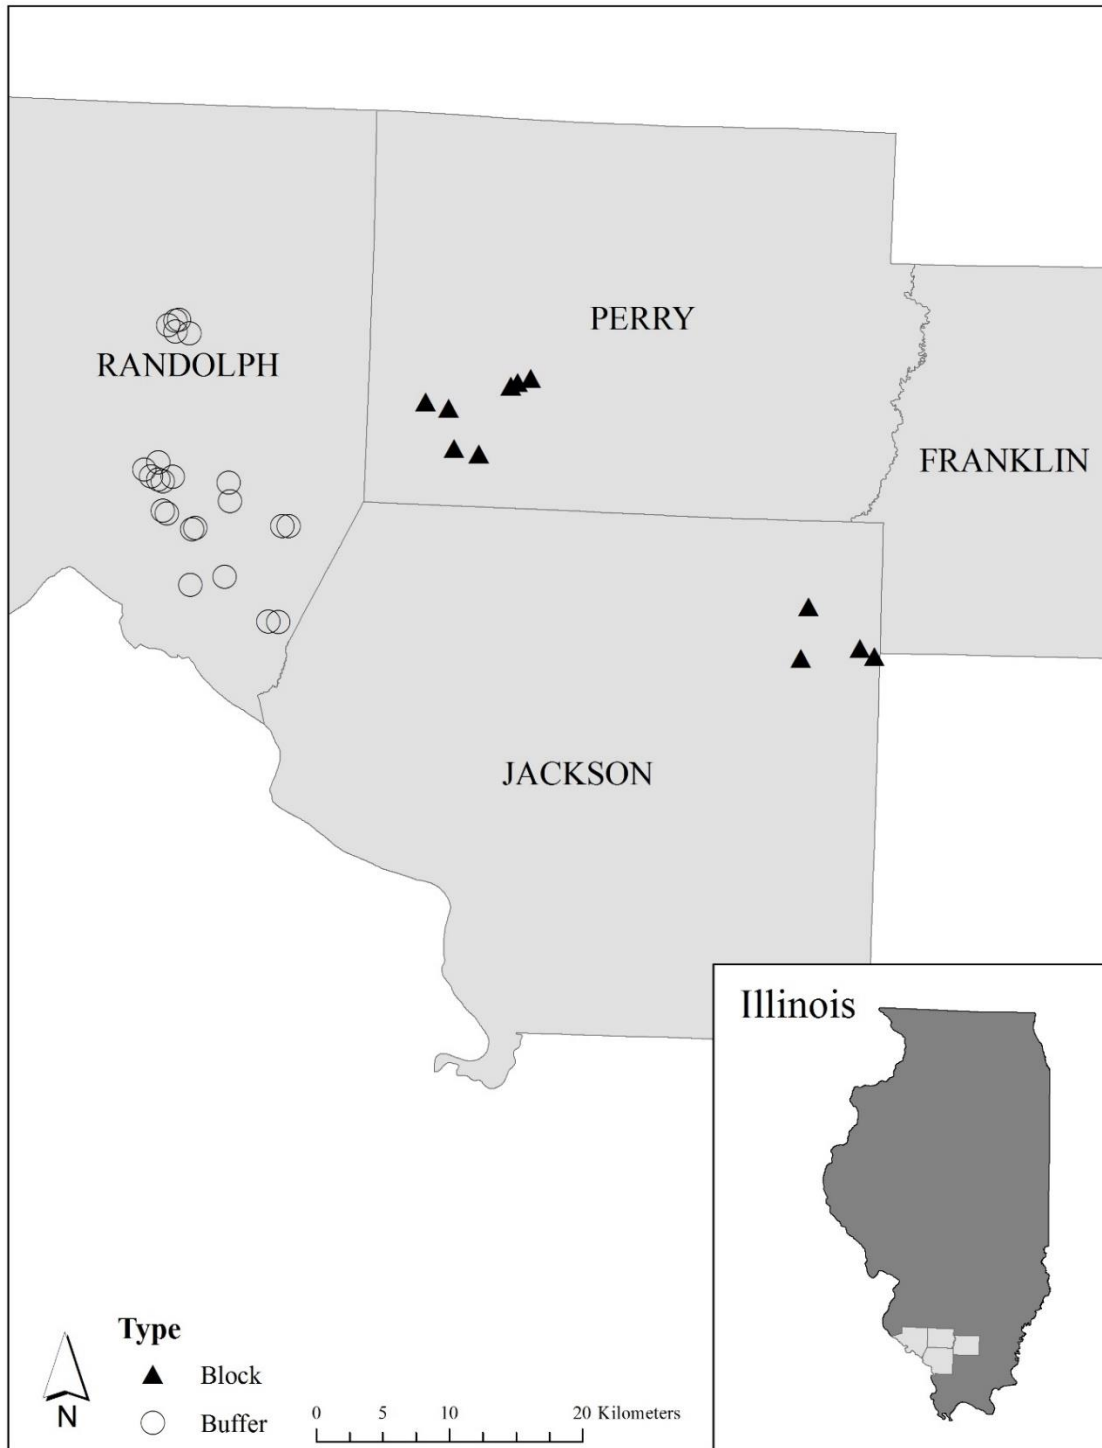 PERRY
RANDOLPH
FRANKLIN
JACKSON
Illinois
Type
Block
Buffer
N
0 5 10 20 Kilometers